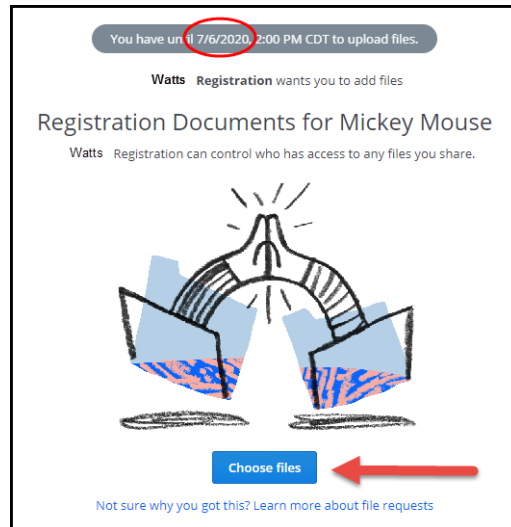 You have until 7/6/2020, 2:00 PM CDT to upload files.
Watts Registration wants you to add files
Registration Documents for Mickey Mouse
Watts Registration can control who has access to any files you share.
Choose files
Not sure why you got this? Learn more about file requests